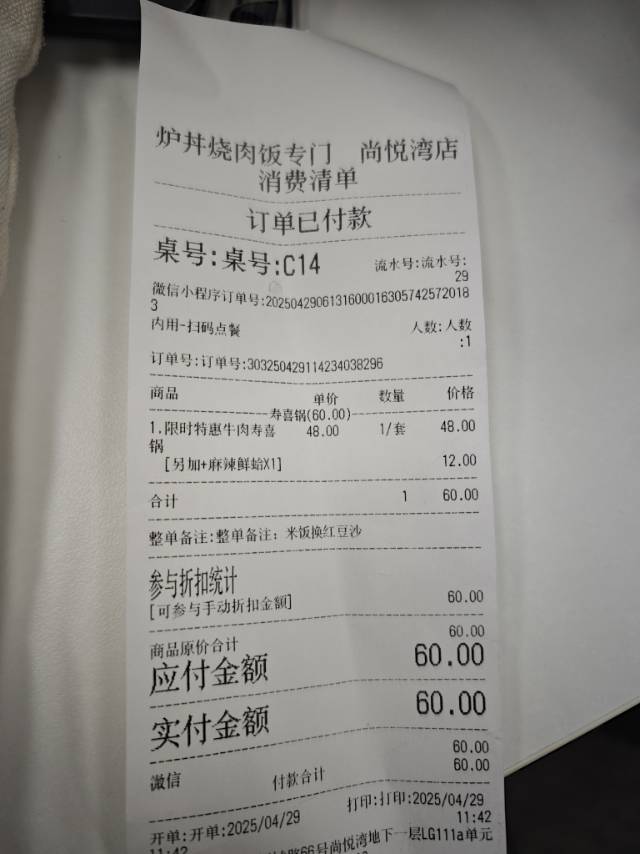 炉丼烧肉饭专门 尚悦湾店
消费清单
订单已付款
桌号:桌号:C14 流水号:流水号:
29
微信小程序订单号:2025042906131600016305742572018
3
内用-扫码点餐 人数:人数
:1
订单号:订单号:303250429114234038296
商品 单价 数量 价格
寿喜锅(60.00)
1.限时特惠牛肉寿喜 48.00 1/套 48.00
锅
[另加+麻辣鲜蛤X1] 12.00
合计 1 60.00
整单备注:整单备注: 米饭换红豆沙
参与折扣统计
[可参与手动折扣金额] 60.00
商品原价合计 60.00
应付金额 60.00
实付金额 60.00
60.00
微信 付款合计 60.00
开单:开单:2025/04/29 打印:打印:2025/04/29
11:42 11:42
路66号尚悦湾地下一层LG111a单元